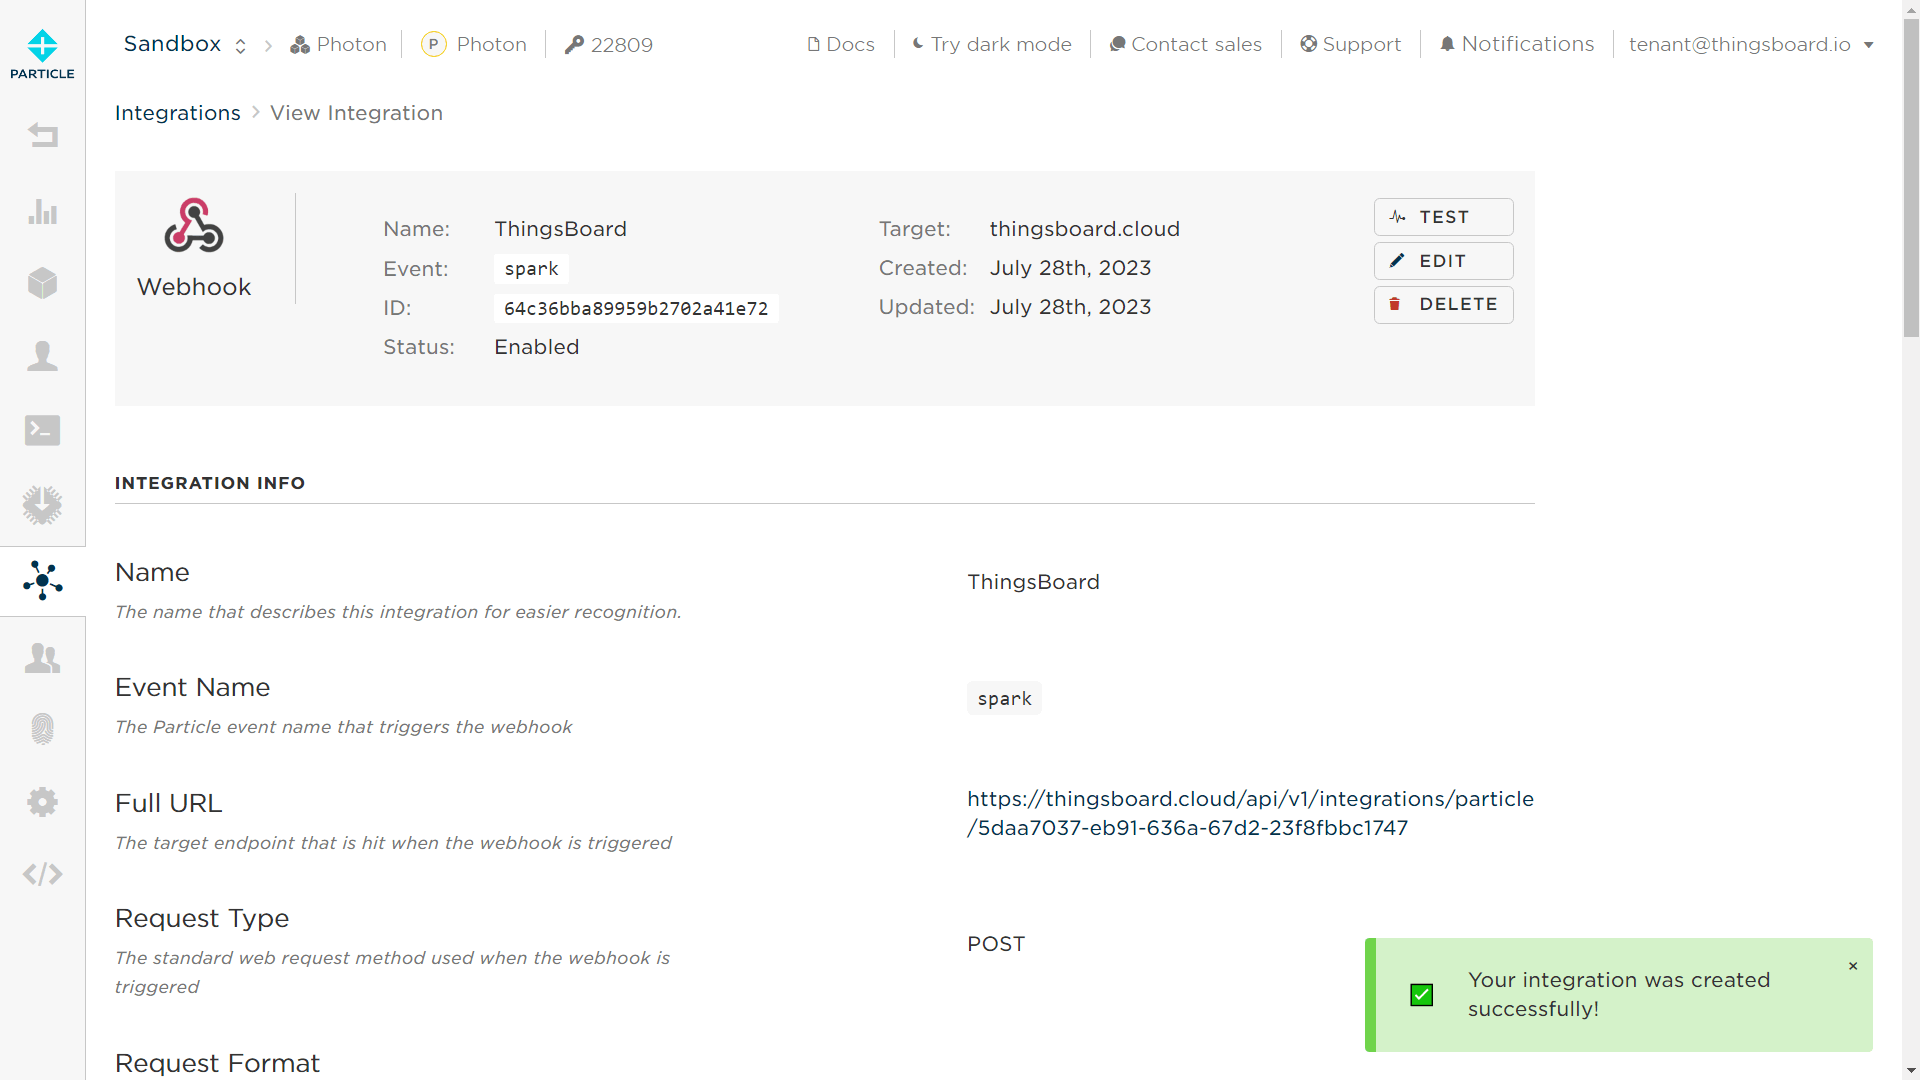 PARTICLE
Sandbox
Photon
P
Photon
22809
Docs
Try dark mode
Contact sales
Support
Notifications
tenant@thingsboard.io
Integrations
View Integration
Webhook
Name: ThingsBoard
Event: spark
ID: 64c36bba89959b2702a41e72
Status: Enabled
Target: thingsboard.cloud
Created: July 28th, 2023
Updated: July 28th, 2023
TEST
EDIT
DELETE
INTEGRATION INFO
Name
The name that describes this integration for easier recognition.
ThingsBoard
Event Name
The Particle event name that triggers the webhook
spark
Full URL
The target endpoint that is hit when the webhook is triggered
https://thingsboard.cloud/api/v1/integrations/particle
/5daa7037-eb91-636a-67d2-23f8fbbc1747
Request Type
The standard web request method used when the webhook is
triggered
POST
Request Format
Your integration was created
successfully!